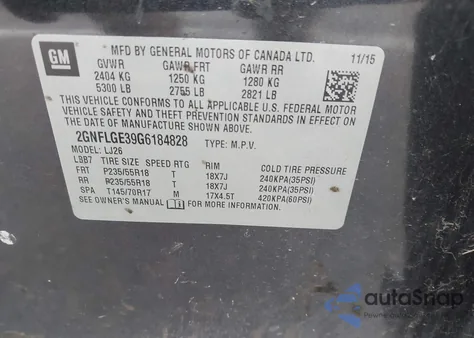 GM
MFD BY GENERAL MOTORS OF CANADA LTD. 11/15
GVWR GAWR FRT GAWR RR
2404 KG 1250 KG 1280 KG
5300 LB 2755 LB 2821 LB
THIS VEHICLE CONFORMS TO ALL APPLICABLE U.S. FEDERAL MOTOR
VEHICLE SAFETY, AND THEFT PREVENTION STANDARDS IN
EFFECT ON THE DATE OF MANUFACTURE SHOWN ABOVE.
2GNFLGE39G6184828 TYPE: M.P.V.
MODEL: LJ26
LBB7 TIRE SIZE SPEED RTG RIM COLD TIRE PRESSURE
FRT P235/55R18 T 18X7J 240KPA(35PSI)
RR P235/55R18 T 18X7J 240KPA(35PSI)
SPA T145/70R17 M 17X4.5T 420KPA(60PSI)
SEE OWNER'S MANUAL FOR MORE INFORMATION.
autoSnap